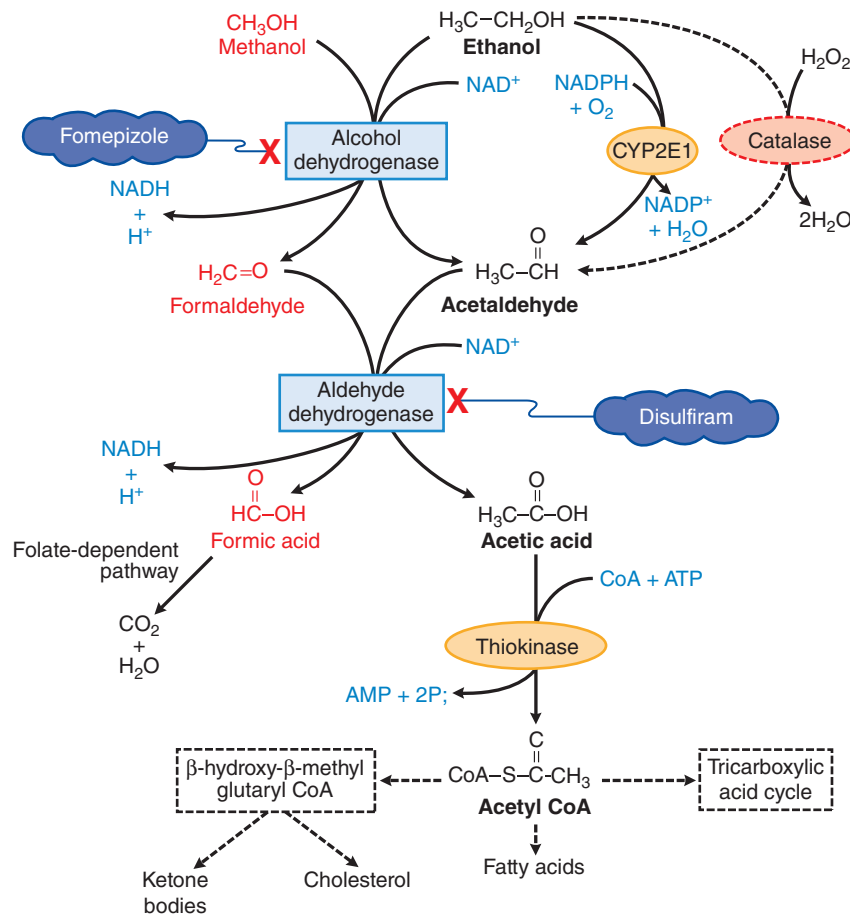 CH₃OH
Methanol
H₃C–CH₂OH
Ethanol
H₂O₂
NAD⁺
NADPH
+ O₂
Fomepizole
X
Alcohol
dehydrogenase
CYP2E1
Catalase
NADH
+
H⁺
NADP⁺
+ H₂O
2H₂O
H₂C=O
Formaldehyde
O
H₃C–CH
Acetaldehyde
NAD⁺
Aldehyde
dehydrogenase
X
Disulfiram
NADH
+
H⁺
O
HC–OH
Formic acid
O
H₃C–C–OH
Acetic acid
Folate-dependent
pathway
CO₂
+
H₂O
CoA + ATP
Thiokinase
AMP + 2P;
C
CoA–S–C–CH₃
Acetyl CoA
β-hydroxy-β-methyl
glutaryl CoA
Tricarboxylic
acid cycle
Ketone
bodies
Cholesterol
Fatty acids